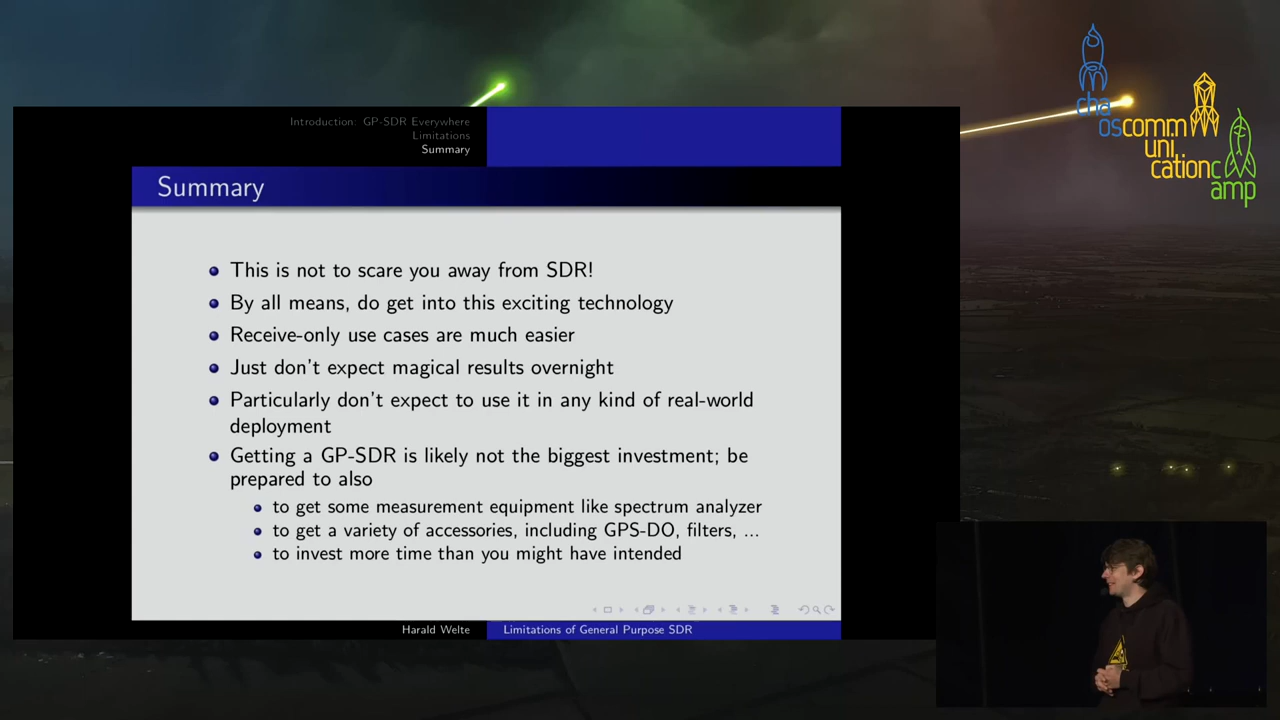 Introduction: GP-SDR Everywhere
Limitations
Summary
Summary
This is not to scare you away from SDR!
By all means, do get into this exciting technology
Receive-only use cases are much easier
Just don't expect magical results overnight
Particularly don't expect to use it in any kind of real-world
deployment
Getting a GP-SDR is likely not the biggest investment; be
prepared to also
to get some measurement equipment like spectrum analyzer
to get a variety of accessories, including GPS-DO, filters, ...
to invest more time than you might have intended
Harald Welte
Limitations of General Purpose SDR
cha
oscomm
uni
cationc
amp